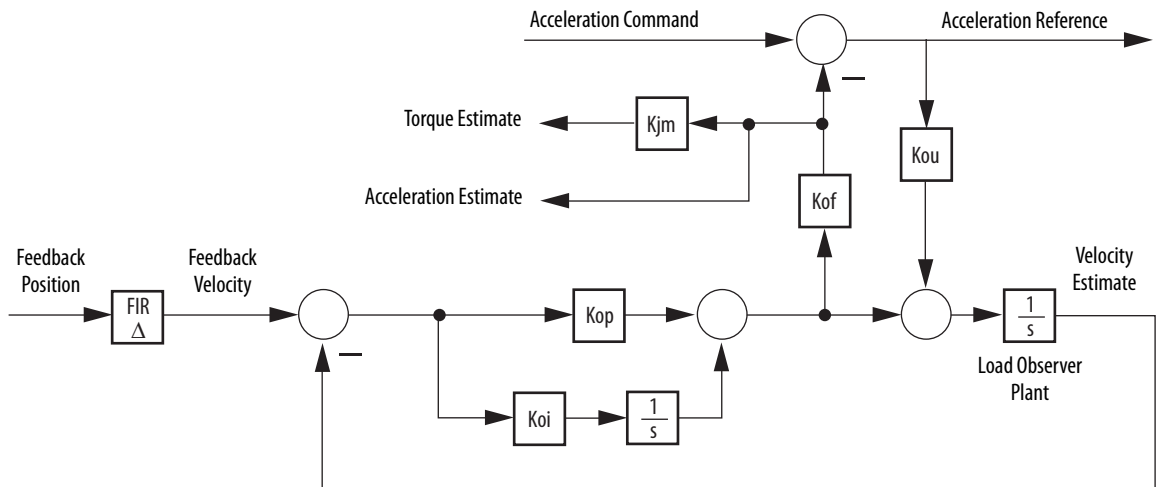 Acceleration Command
Acceleration Reference
—
Torque Estimate
Kjm
Kou
Acceleration Estimate
Kof
Feedback
Position
Feedback
Velocity
Velocity
Estimate
FIR
Δ
Kop
1
s
—
Load Observer
Plant
Koi
1
s